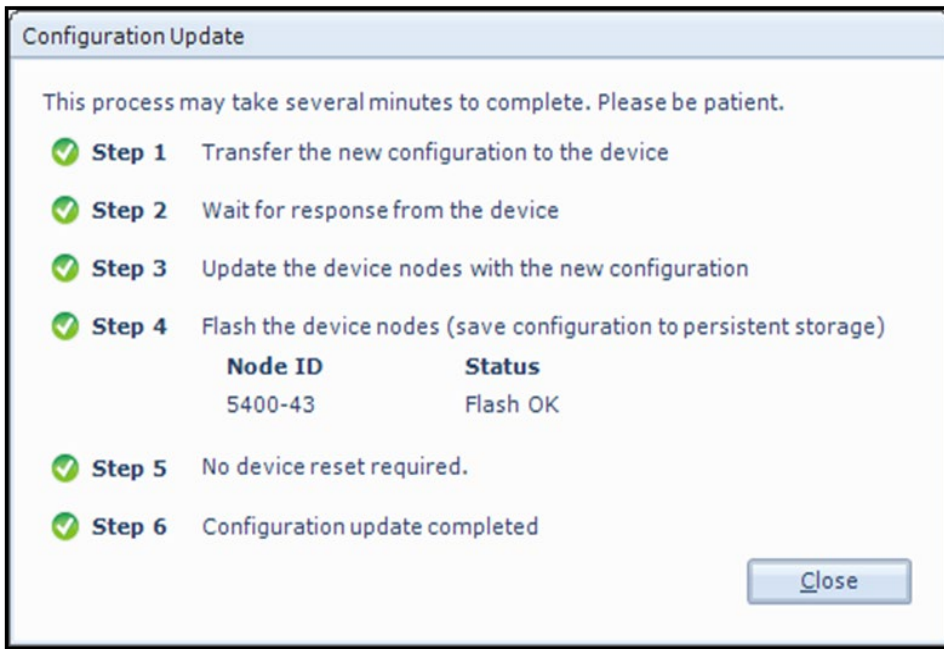 Configuration Update
This process may take several minutes to complete. Please be patient.
Step 1 Transfer the new configuration to the device
Step 2 Wait for response from the device
Step 3 Update the device nodes with the new configuration
Step 4 Flash the device nodes (save configuration to persistent storage)
Node ID Status
5400-43 Flash OK
Step 5 No device reset required.
Step 6 Configuration update completed
Close